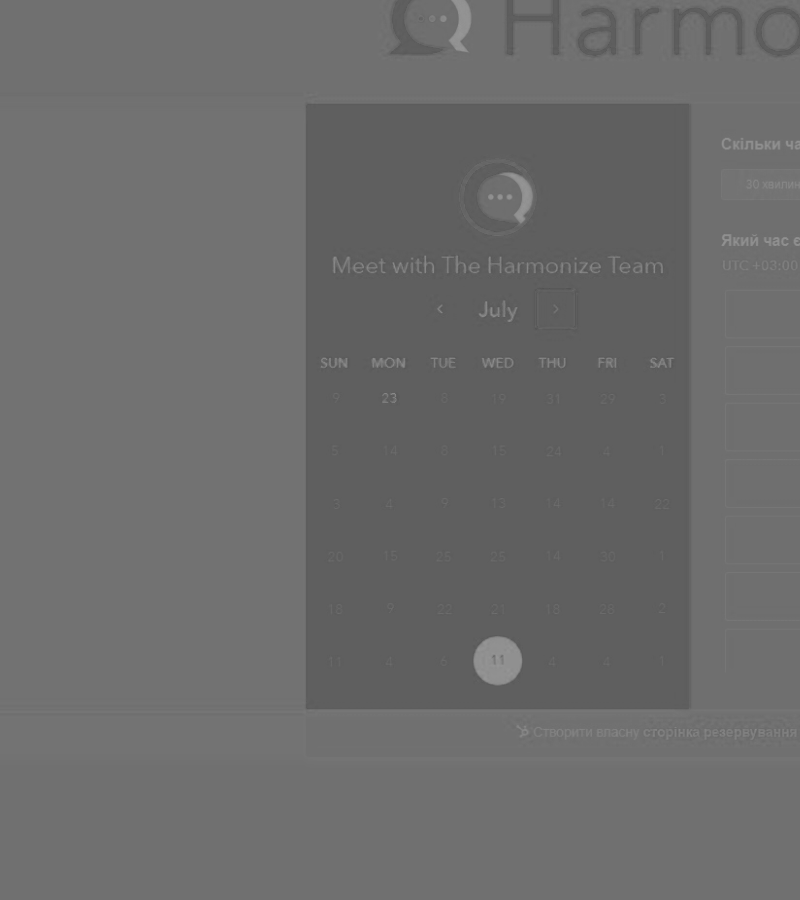 Harmo
Meet with The Harmonize Team
July
SUN MON TUE WED THU FRI SAT
9 23 8 19 31 29 3
5 14 8 15 24 4 1
3 4 9 13 14 14 22
20 15 25 25 14 30 1
18 9 22 21 18 28 2
11 4 6 11 4 4 1
Скільки ча
30 хвилин
Який час є
UTC +03:00
Створити власну сторінка резервування